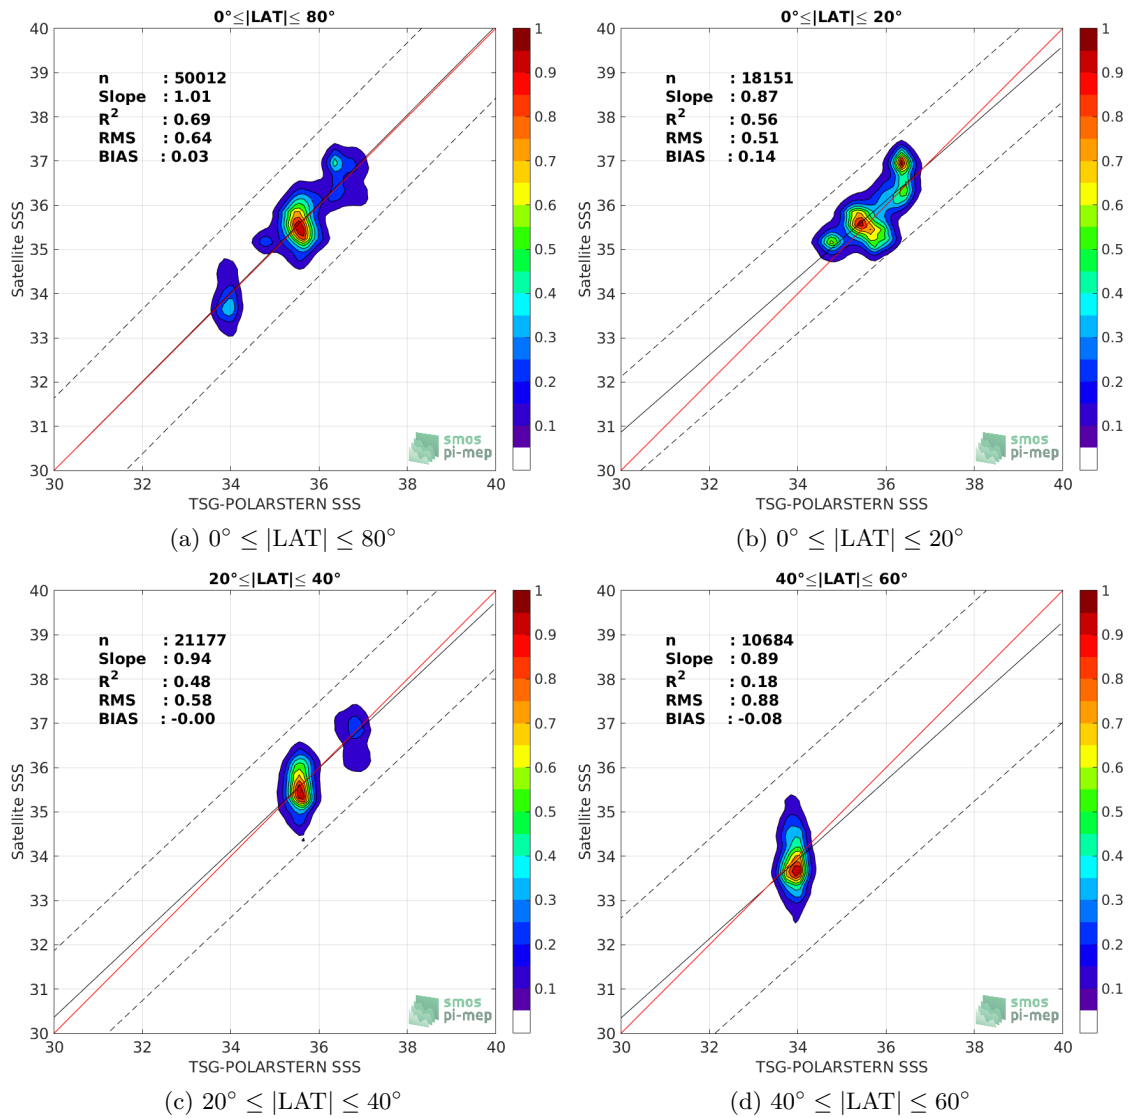 0°≤|LAT|≤ 80°
40
39
38
37
36
35
34
33
32
31
30
Satellite SSS
n : 50012
Slope : 1.01
R2 : 0.69
RMS : 0.64
BIAS : 0.03
smos
pi-mep
30 32 34 36 38 40
TSG-POLARSTERN SSS
1
0.9
0.8
0.7
0.6
0.5
0.4
0.3
0.2
0.1
(a) 0° ≤ |LAT| ≤ 80°
0°≤|LAT|≤ 20°
40
39
38
37
36
35
34
33
32
31
30
Satellite SSS
n : 18151
Slope : 0.87
R2 : 0.56
RMS : 0.51
BIAS : 0.14
smos
pi-mep
30 32 34 36 38 40
TSG-POLARSTERN SSS
1
0.9
0.8
0.7
0.6
0.5
0.4
0.3
0.2
0.1
(b) 0° ≤ |LAT| ≤ 20°
20°≤|LAT|≤ 40°
40
39
38
37
36
35
34
33
32
31
30
Satellite SSS
n : 21177
Slope : 0.94
R2 : 0.48
RMS : 0.58
BIAS : -0.00
smos
pi-mep
30 32 34 36 38 40
TSG-POLARSTERN SSS
1
0.9
0.8
0.7
0.6
0.5
0.4
0.3
0.2
0.1
(c) 20° ≤ |LAT| ≤ 40°
40°≤|LAT|≤ 60°
40
39
38
37
36
35
34
33
32
31
30
Satellite SSS
n : 10684
Slope : 0.89
R2 : 0.18
RMS : 0.88
BIAS : -0.08
smos
pi-mep
30 32 34 36 38 40
TSG-POLARSTERN SSS
1
0.9
0.8
0.7
0.6
0.5
0.4
0.3
0.2
0.1
(d) 40° ≤ |LAT| ≤ 60°